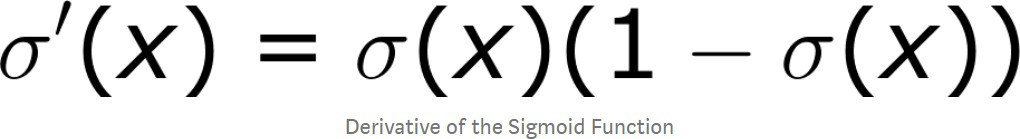 σ′(x) = σ(x)(1 − σ(x))
Derivative of the Sigmoid Function